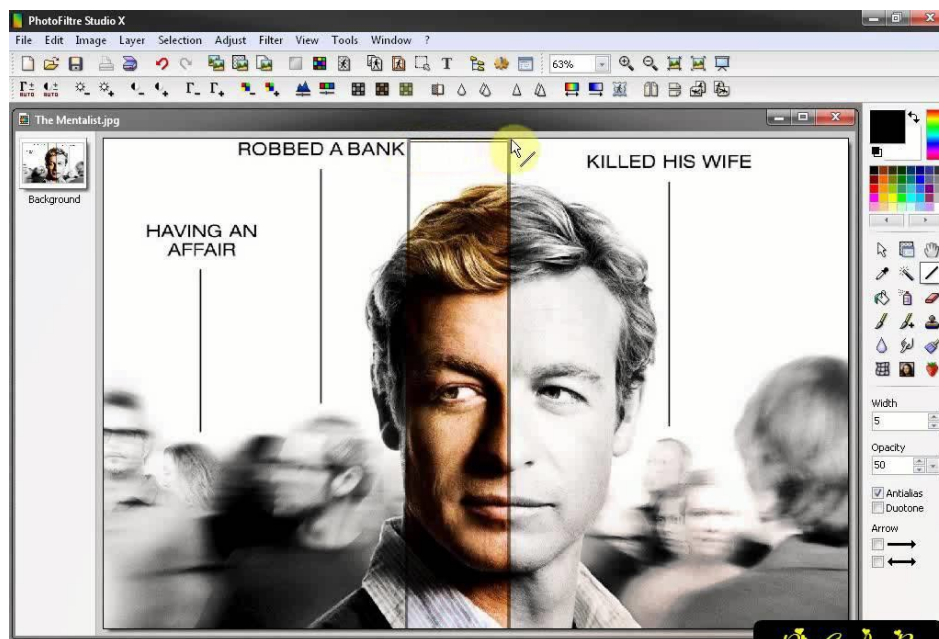 PhotoFiltre Studio X
File Edit Image Layer Selection Adjust Filter View Tools Window ?
63%
The Mentalist.jpg
Background
ROBBED A BANK
KILLED HIS WIFE
HAVING AN
AFFAIR
Width
5
Opacity
50
Antialias
Duotone
Arrow